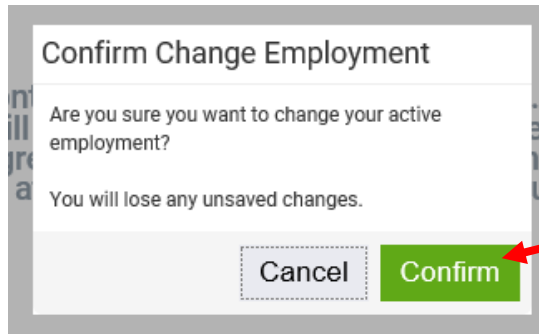 Confirm Change Employment
Are you sure you want to change your active
employment?
You will lose any unsaved changes.
Cancel Confirm